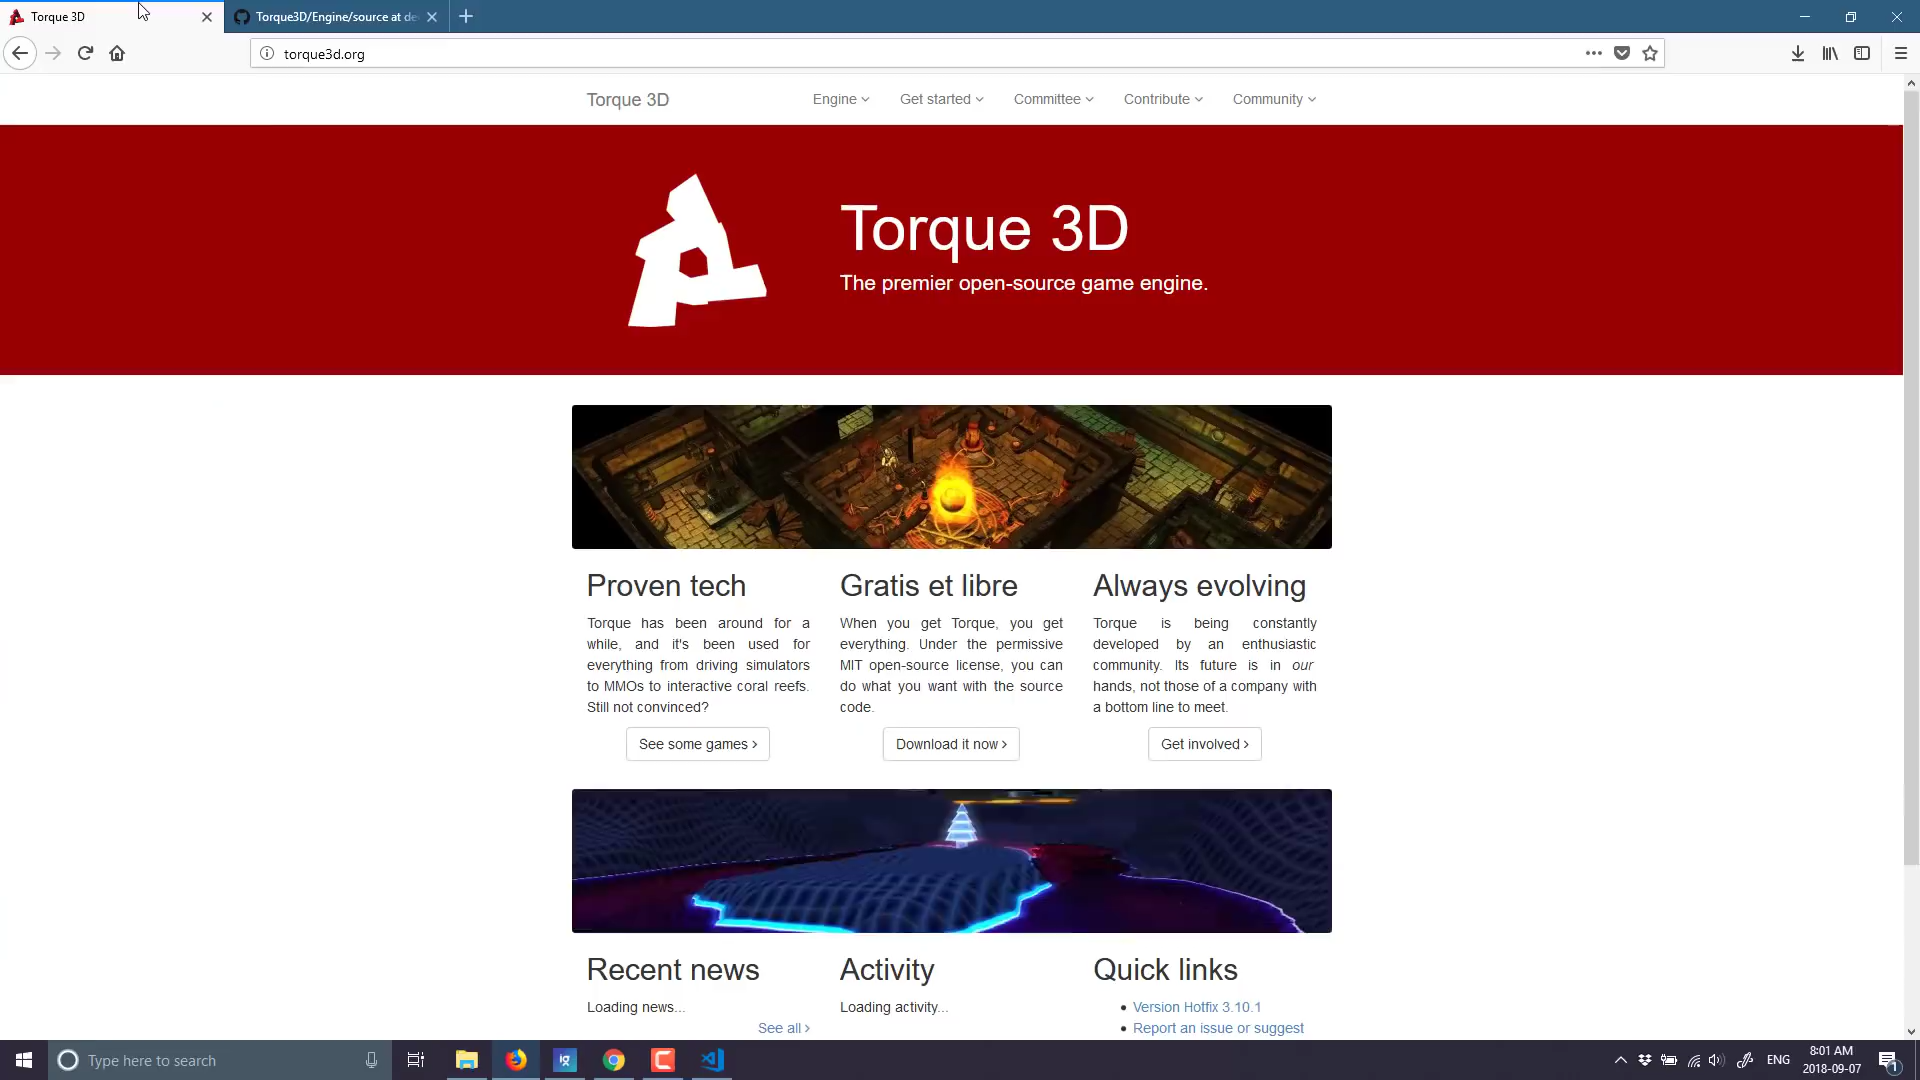 Torque 3D
Torque3D/Engine/source at de
torque3d.org
Torque 3D
Engine
Get started
Committee
Contribute
Community
Torque 3D
The premier open-source game engine.
Proven tech
Torque has been around for a
while, and it's been used for
everything from driving simulators
to MMOs to interactive coral reefs.
Still not convinced?
See some games
Gratis et libre
When you get Torque, you get
everything. Under the permissive
MIT open-source license, you can
do what you want with the source
code.
Download it now
Always evolving
Torque is being constantly
developed by an enthusiastic
community. Its future is in our
hands, not those of a company with
a bottom line to meet.
Get involved
Recent news
Loading news...
See all
Activity
Loading activity...
Quick links
Version Hotfix 3.10.1
Report an issue or suggest
Type here to search
ig
ENG
8:01 AM
2018-09-07
1